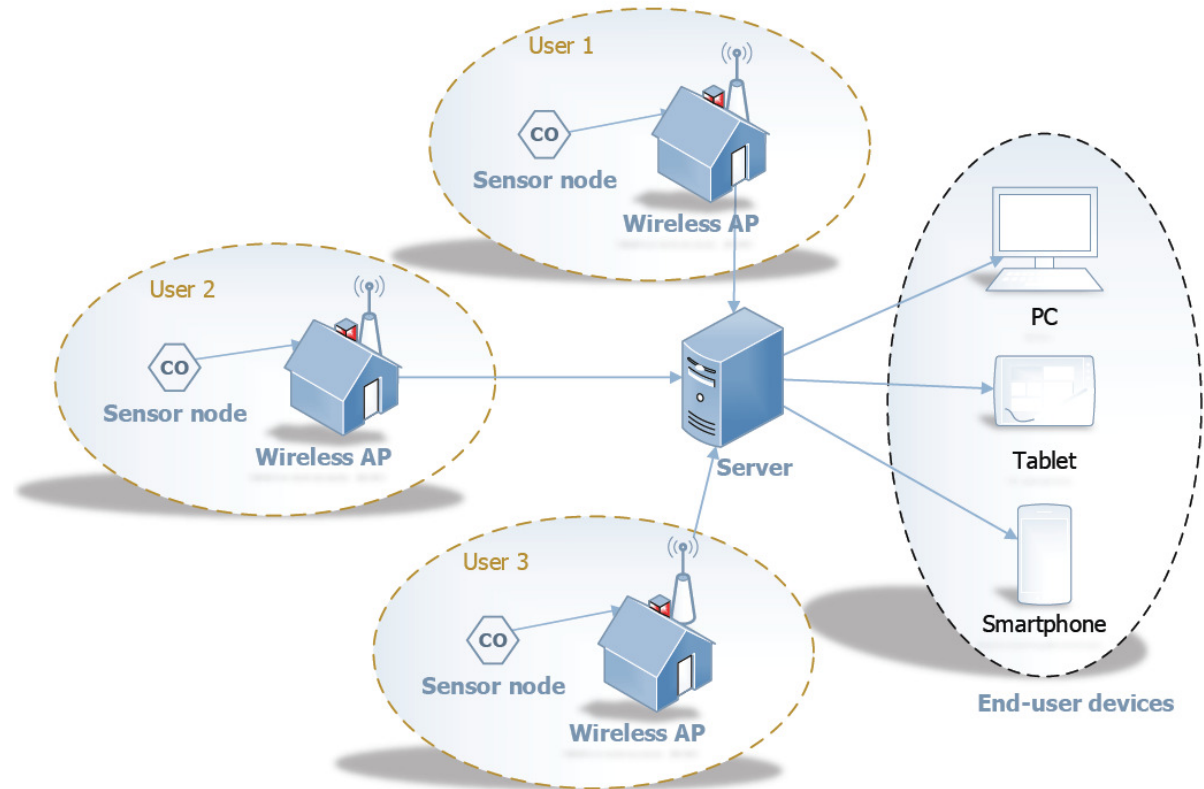 User 1
CO
Sensor node
Wireless AP
User 2
CO
Sensor node
Wireless AP
User 3
CO
Sensor node
Wireless AP
Server
PC
Tablet
Smartphone
End-user devices